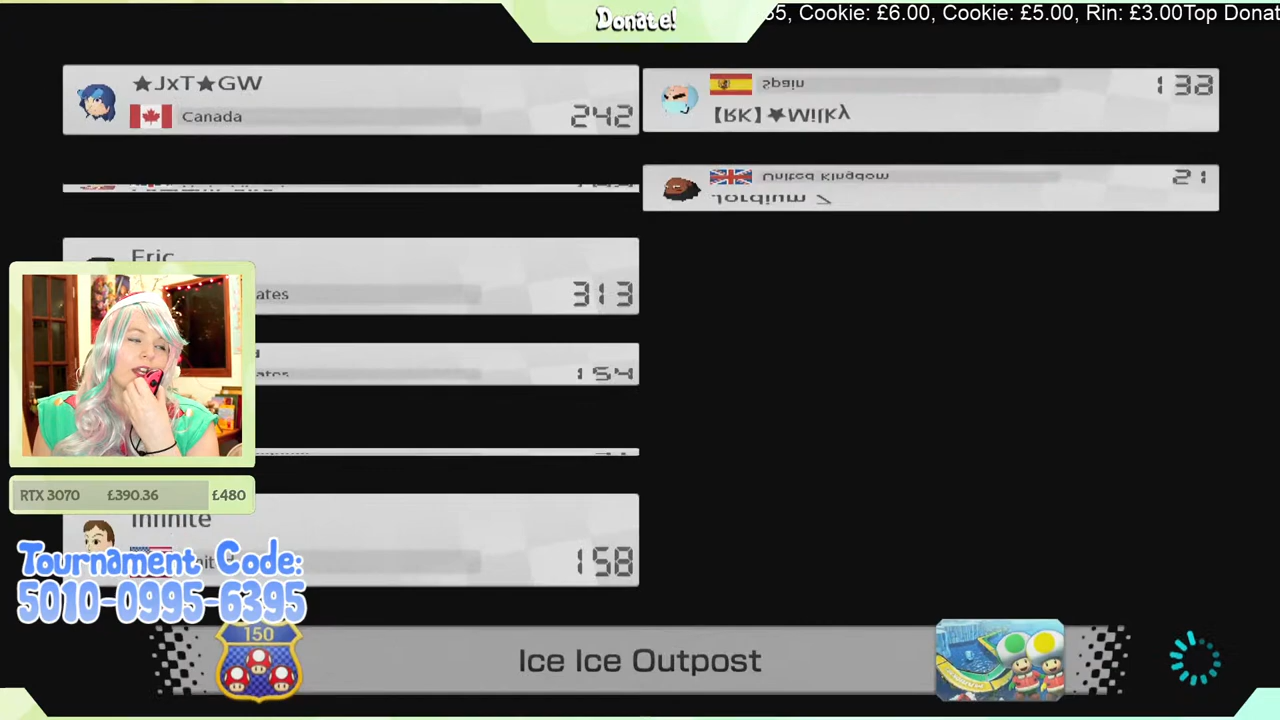 Donate!
35, Cookie: £6.00, Cookie: £5.00, Rin: £3.00Top Donat
★JxT★GW
Canada
242
Spain
133
【RK】★Milky
United Kingdom
21
Jordium Z
Eric
ates
313
ates
154
RTX 3070 £390.36 £480
Infinite
158
Tournament Code:
5010-0995-6395
150
Ice Ice Outpost